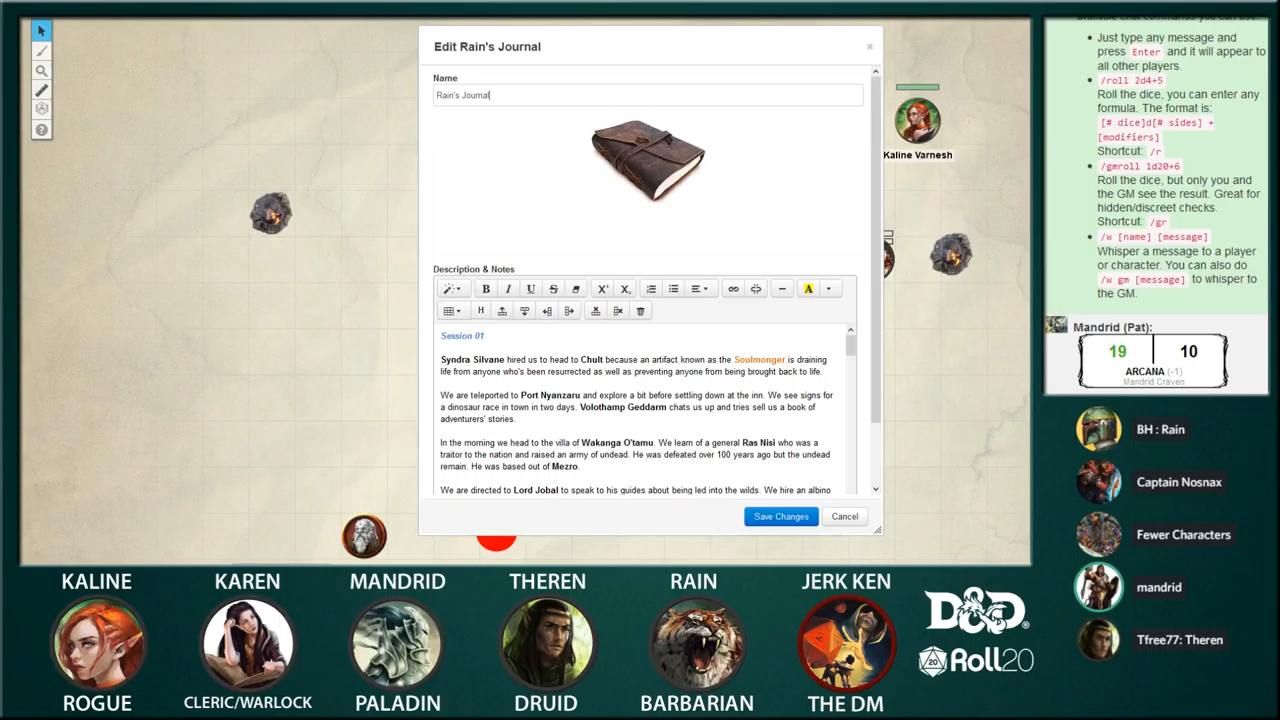 Edit Rain's Journal
×
Name
Rain's Journal
Description & Notes
B I U S X' X,
A
H
Session 01
Syndra Silvane hired us to head to Chult because an artifact known as the Soulmonger is draining
life from anyone who's been resurrected as well as preventing anyone from being brought back to life.
We are teleported to Port Nyanzaru and explore a bit before settling down at the inn. We see signs for
a dinosaur race in town in two days. Volothamp Geddarm chats us up and tries sell us a book of
adventurers' stories.
In the morning we head to the villa of Wakanga O'tamu. We learn of a general Ras Nisi who was a
traitor to the nation and raised an army of undead. He was defeated over 100 years ago but the undead
remain. He was based out of Mezro.
We are directed to Lord Jobal to speak to his guides about being led into the wilds. We hire an albino
Save Changes
Cancel
Kaline Varnesh
available chat commands you can use.
Just type any message and
press Enter and it will appear to
all other players.
/roll 2d4+5
Roll the dice, you can enter any
formula. The format is:
[# dice]d[# sides] +
[modifiers]
Shortcut: /r
/gmroll 1d20+6
Roll the dice, but only you and
the GM see the result. Great for
hidden/discreet checks.
Shortcut: /gr
/w [name] [message]
Whisper a message to a player
or character. You can also do
/w gm [message] to whisper to
the GM.
Mandrid (Pat):
19 10
ARCANA (-1)
Mandrid Craven
BH : Rain
Captain Nosnax
Fewer Characters
mandrid
Tfree77: Theren
KALINE
KAREN
MANDRID
THEREN
RAIN
JERK KEN
ROGUE
CLERIC/WARLOCK
PALADIN
DRUID
BARBARIAN
THE DM
D&D
20
Roll20